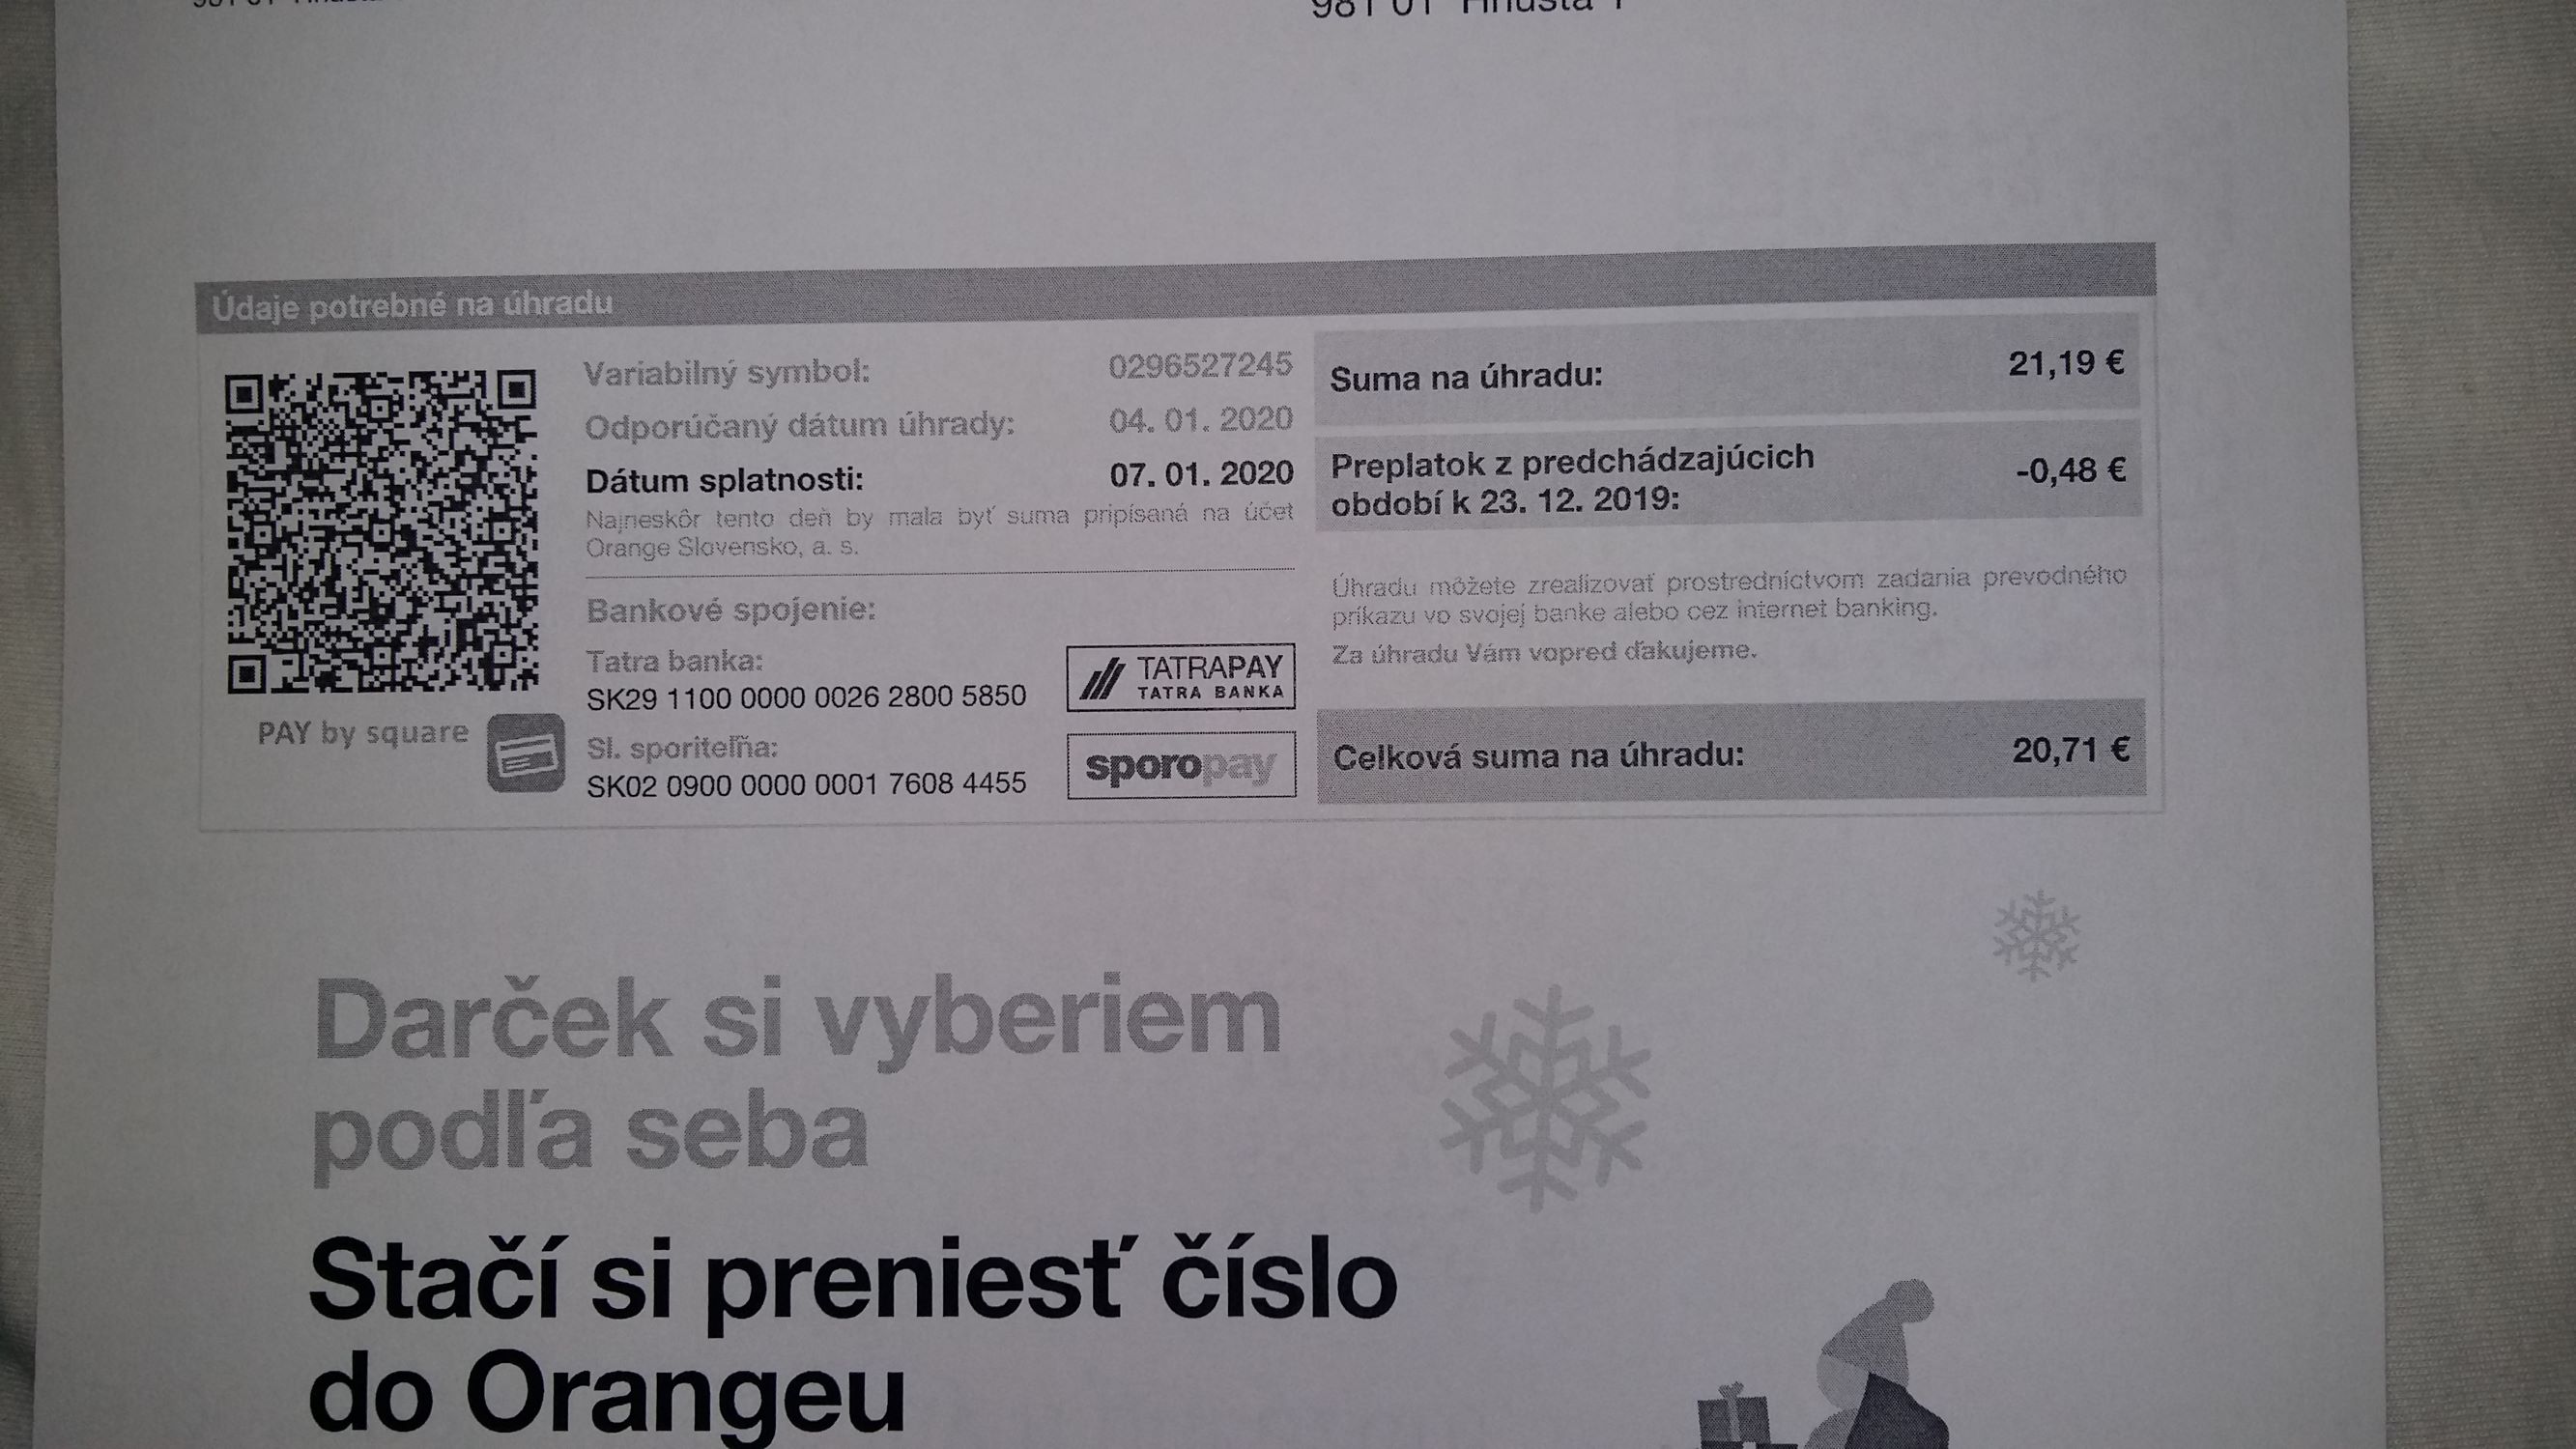 981 01 Hnúšťa 1
Údaje potrebné na úhradu
Variabilný symbol: 0296527245
Odporúčaný dátum úhrady: 04. 01. 2020
Dátum splatnosti: 07. 01. 2020
Najneskôr tento deň by mala byť suma pripísaná na účet
Orange Slovensko, a. s.
Bankové spojenie:
Tatra banka:
SK29 1100 0000 0026 2800 5850
TATRAPAY
TATRA BANKA
Sl. sporiteľňa:
SK02 0900 0000 0001 7608 4455
sporopay
PAY by square
Suma na úhradu: 21,19 €
Preplatok z predchádzajúcich
období k 23. 12. 2019: -0,48 €
Úhradu môžete zrealizovať prostredníctvom zadania prevodného
príkazu vo svojej banke alebo cez internet banking.
Za úhradu Vám vopred ďakujeme.
Celková suma na úhradu: 20,71 €
Darček si vyberiem
podľa seba
Stačí si preniesť číslo
do Orangeu